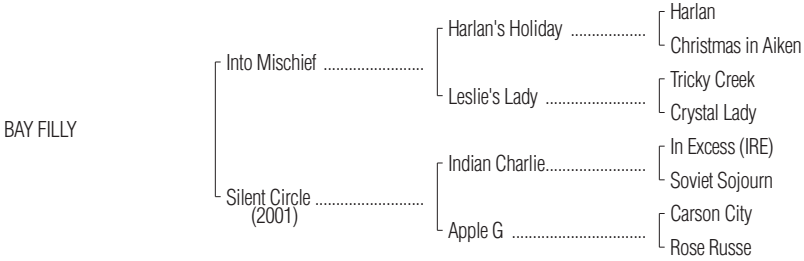 Harlan
Harlan's Holiday ..................
Christmas in Aiken
Into Mischief ........................
Tricky Creek
Leslie's Lady ........................
Crystal Lady
BAY FILLY
In Excess (IRE)
Indian Charlie........................
Soviet Sojourn
Silent Circle ..........................
(2001)
Carson City
Apple G ................................
Rose Russe